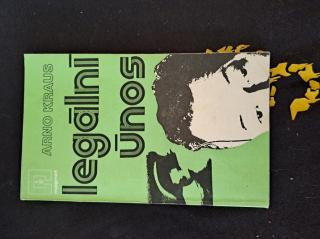 ARNO KRAUS
legální
únos